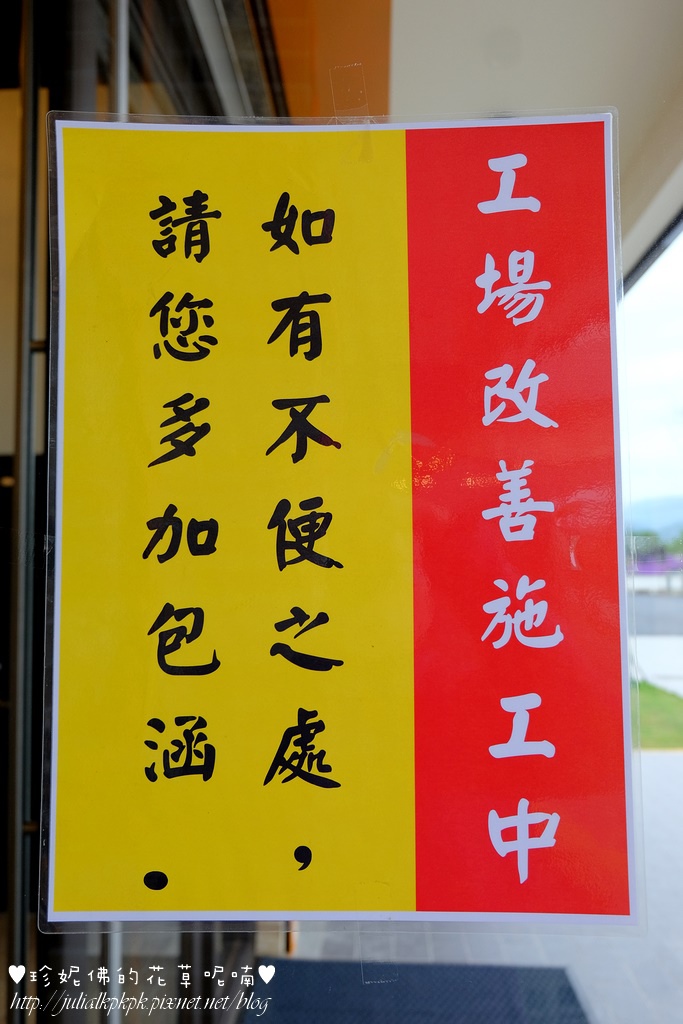 工場改善施工中
如有不便之處，
請您多加包涵．
♥珍妮佛的花草呢喃♥
http://julialkpkpk.pixnet.net/blog